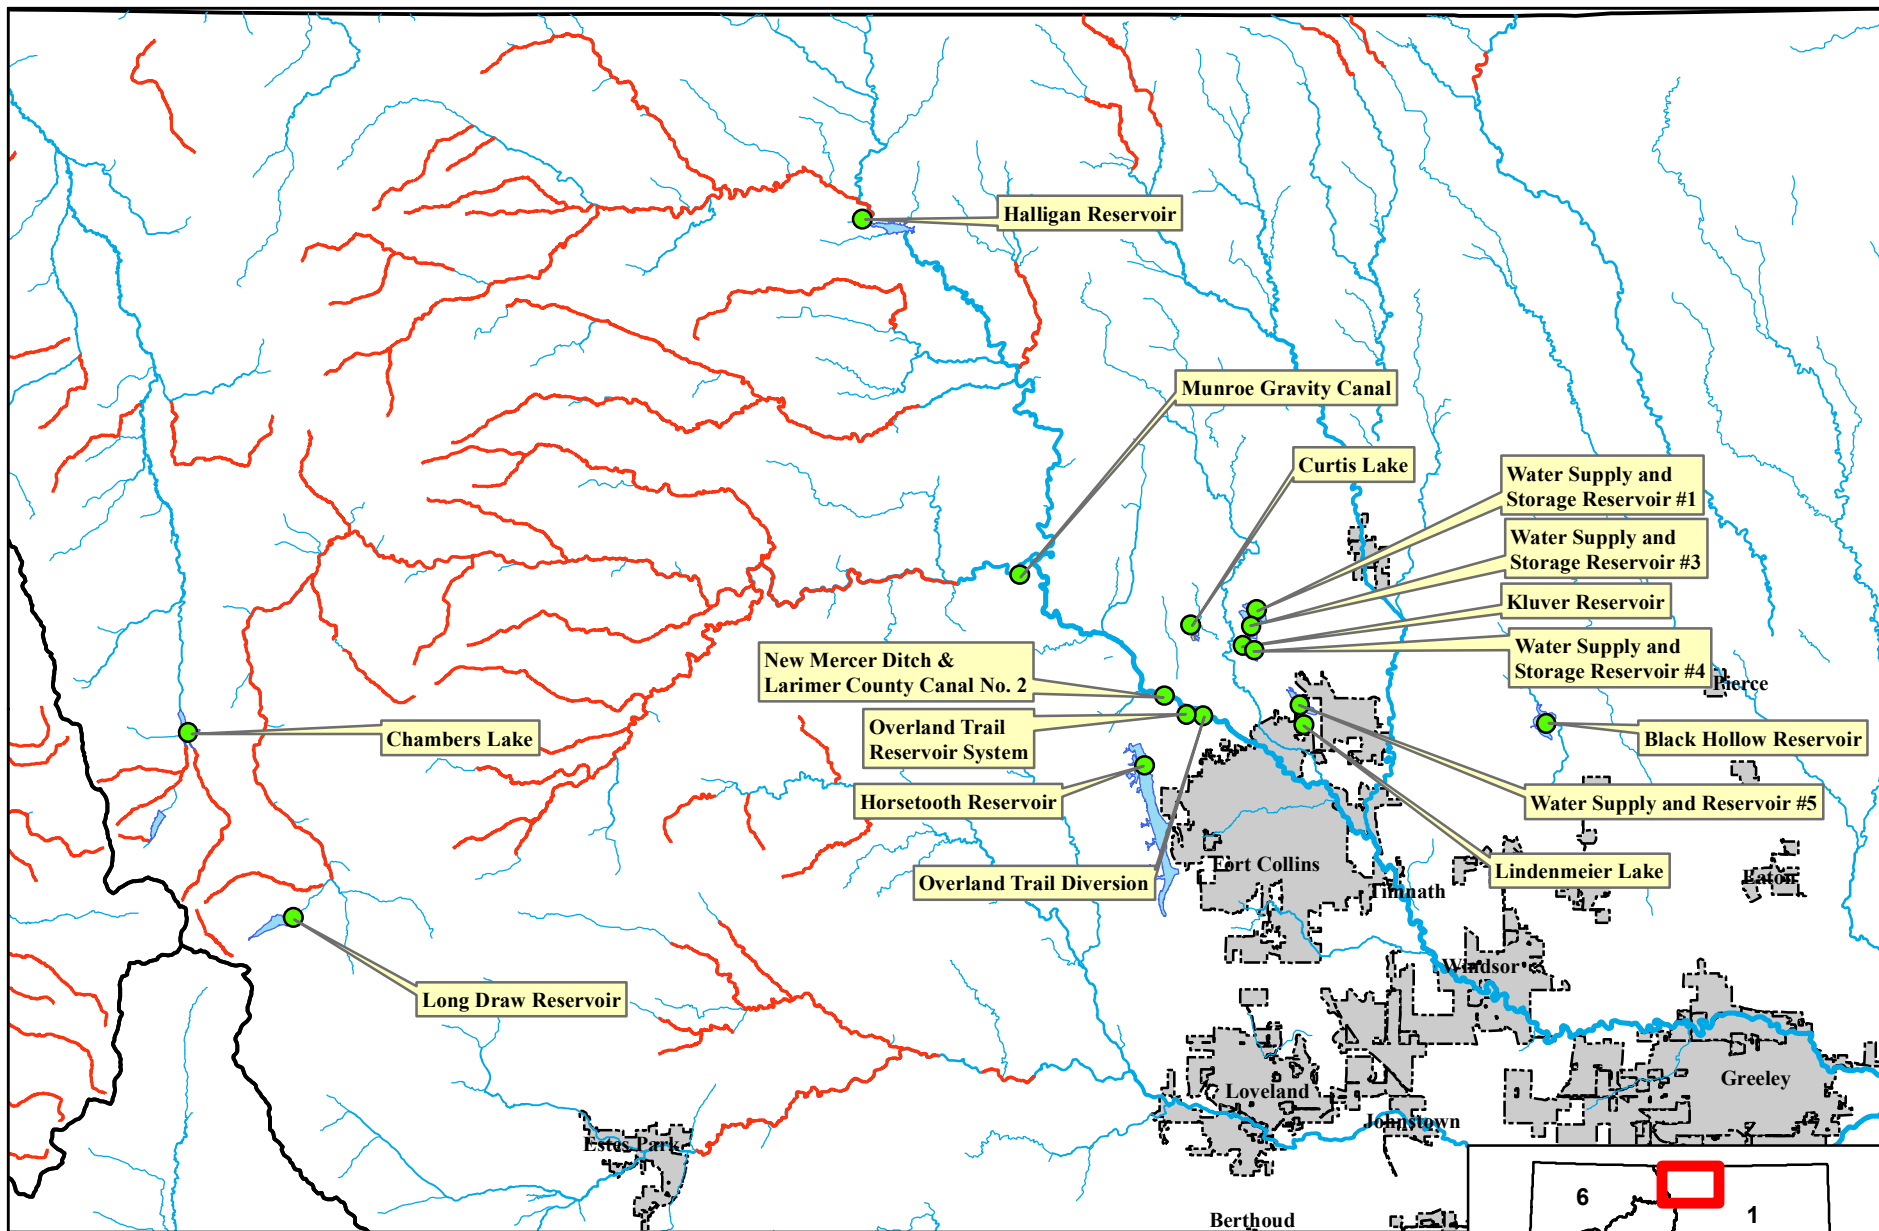 Halligan Reservoir
Munroe Gravity Canal
Curtis Lake
Water Supply and
Storage Reservoir #1
Water Supply and
Storage Reservoir #3
Kluver Reservoir
Water Supply and
Storage Reservoir #4
New Mercer Ditch &
Larimer County Canal No. 2
Pierce
Overland Trail
Reservoir System
Chambers Lake
Black Hollow Reservoir
Horsetooth Reservoir
Water Supply and Reservoir #5
Fort Collins
Lindenmeier Lake
Overland Trail Diversion
Timnath
Eaton
Windsor
Long Draw Reservoir
Greeley
Loveland
Johnstown
Estes Park
6
1
Berthoud